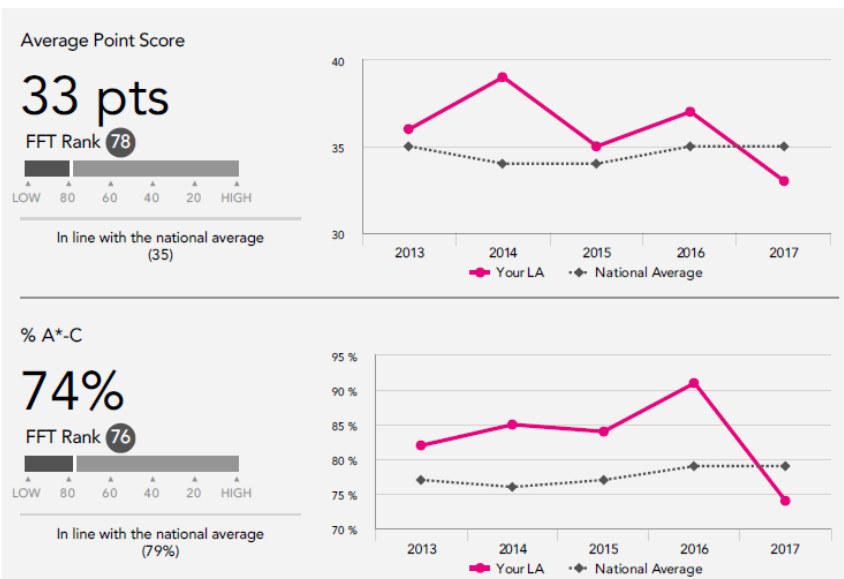 Average Point Score
33 pts
FFT Rank 78
LOW 80 60 40 20 HIGH
In line with the national average
(35)
40
35
30
2013 2014 2015 2016 2017
Your LA National Average
% A*-C
74%
FFT Rank 76
LOW 80 60 40 20 HIGH
In line with the national average
(79%)
95 %
90 %
85 %
80 %
75 %
70 %
2013 2014 2015 2016 2017
Your LA National Average